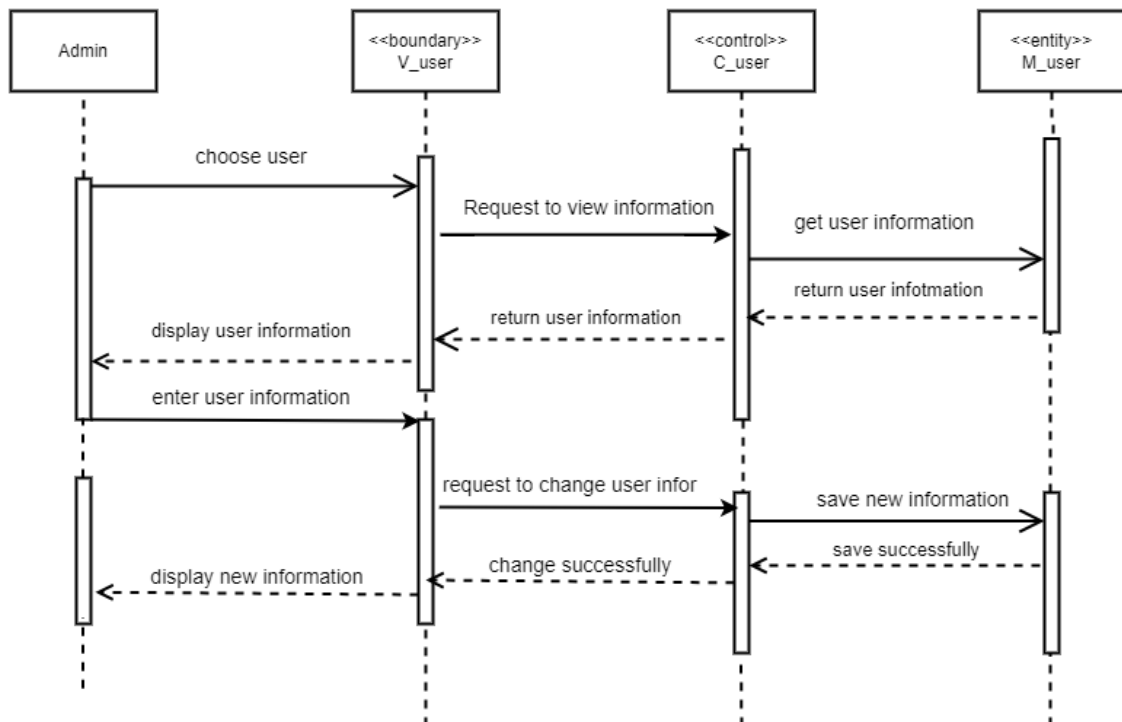 Admin
<<boundary>>
V_user
<<control>>
C_user
<<entity>>
M_user
choose user
Request to view information
get user information
return user infotmation
return user information
display user information
enter user information
request to change user infor
save new information
save successfully
change successfully
display new information